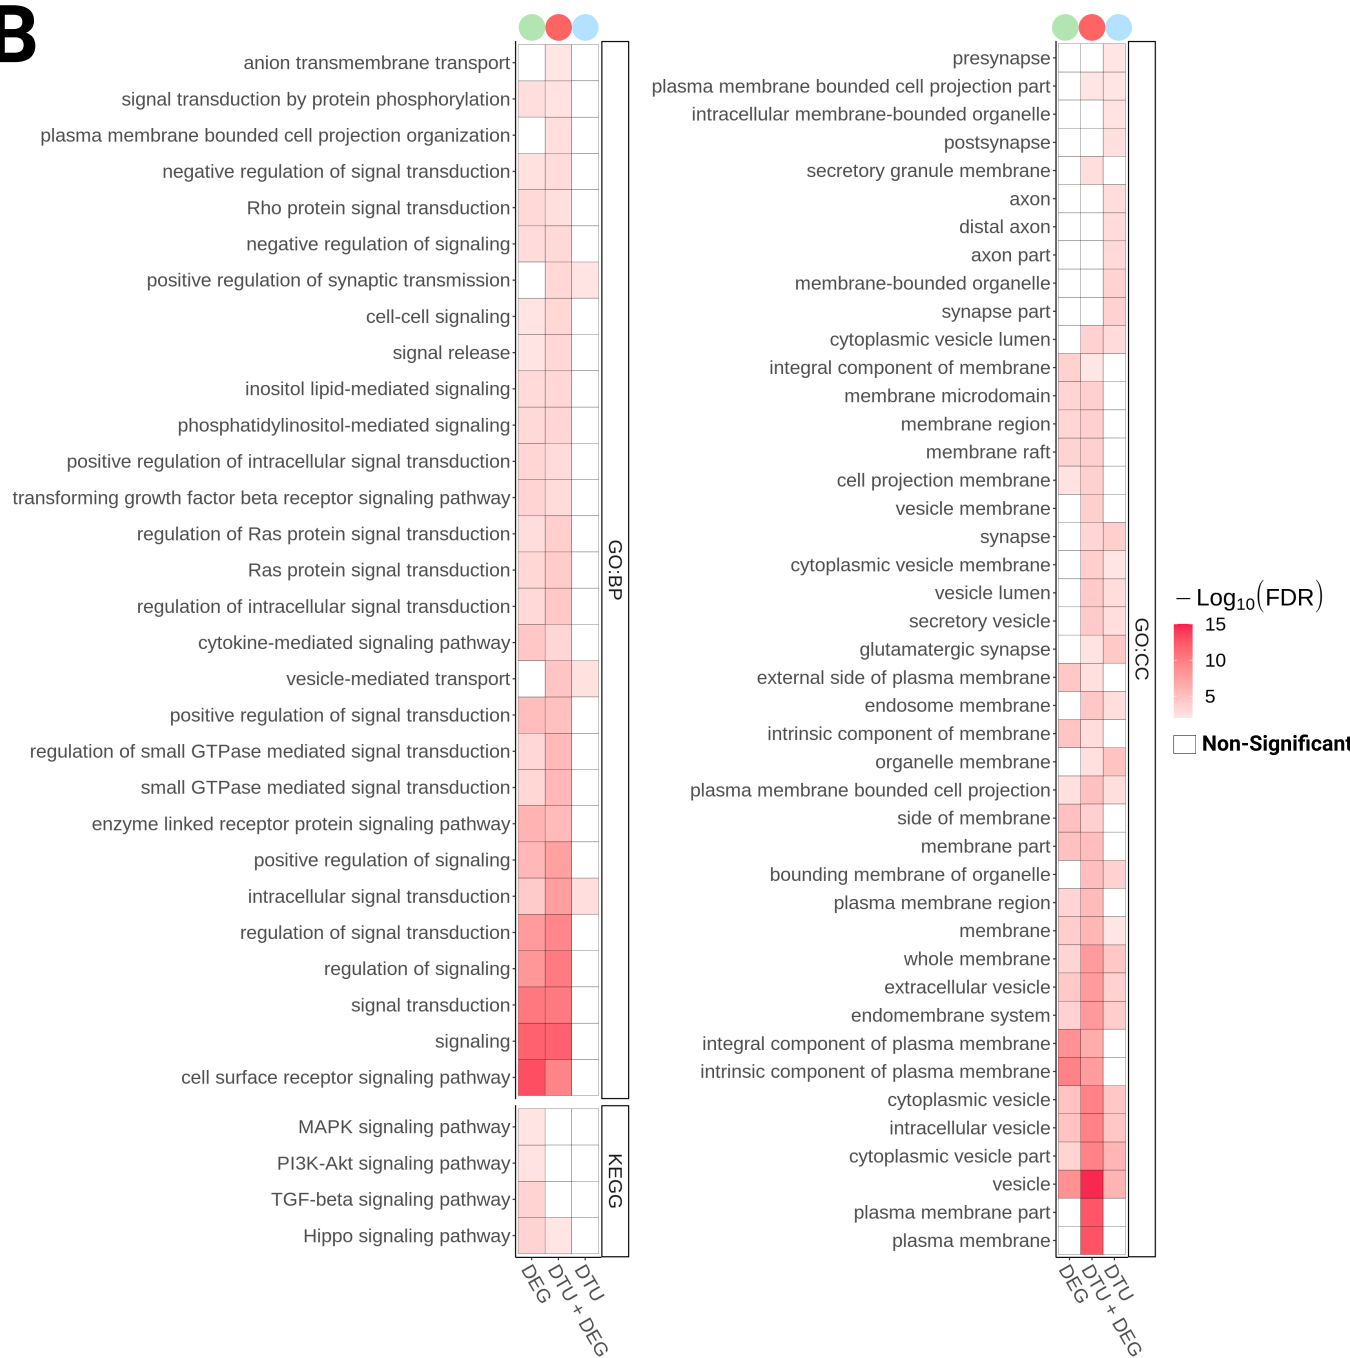 B
anion transmembrane transport
signal transduction by protein phosphorylation
plasma membrane bounded cell projection organization
negative regulation of signal transduction
Rho protein signal transduction
negative regulation of signaling
positive regulation of synaptic transmission
cell-cell signaling
signal release
inositol lipid-mediated signaling
phosphatidylinositol-mediated signaling
positive regulation of intracellular signal transduction
transforming growth factor beta receptor signaling pathway
regulation of Ras protein signal transduction
Ras protein signal transduction
regulation of intracellular signal transduction
cytokine-mediated signaling pathway
vesicle-mediated transport
positive regulation of signal transduction
regulation of small GTPase mediated signal transduction
small GTPase mediated signal transduction
enzyme linked receptor protein signaling pathway
positive regulation of signaling
intracellular signal transduction
regulation of signal transduction
regulation of signaling
signal transduction
signaling
cell surface receptor signaling pathway
GO:BP
MAPK signaling pathway
PI3K-Akt signaling pathway
TGF-beta signaling pathway
Hippo signaling pathway
KEGG
DEG
DTU + DEG
DTU
presynapse
plasma membrane bounded cell projection part
intracellular membrane-bounded organelle
postsynapse
secretory granule membrane
axon
distal axon
axon part
membrane-bounded organelle
synapse part
cytoplasmic vesicle lumen
integral component of membrane
membrane microdomain
membrane region
membrane raft
cell projection membrane
vesicle membrane
synapse
cytoplasmic vesicle membrane
vesicle lumen
secretory vesicle
glutamatergic synapse
external side of plasma membrane
endosome membrane
intrinsic component of membrane
organelle membrane
plasma membrane bounded cell projection
side of membrane
membrane part
bounding membrane of organelle
plasma membrane region
membrane
whole membrane
extracellular vesicle
endomembrane system
integral component of plasma membrane
intrinsic component of plasma membrane
cytoplasmic vesicle
intracellular vesicle
cytoplasmic vesicle part
vesicle
plasma membrane part
plasma membrane
GO:CC
DEG
DTU + DEG
DTU
− Log10(FDR)
15
10
5
Non-Significant